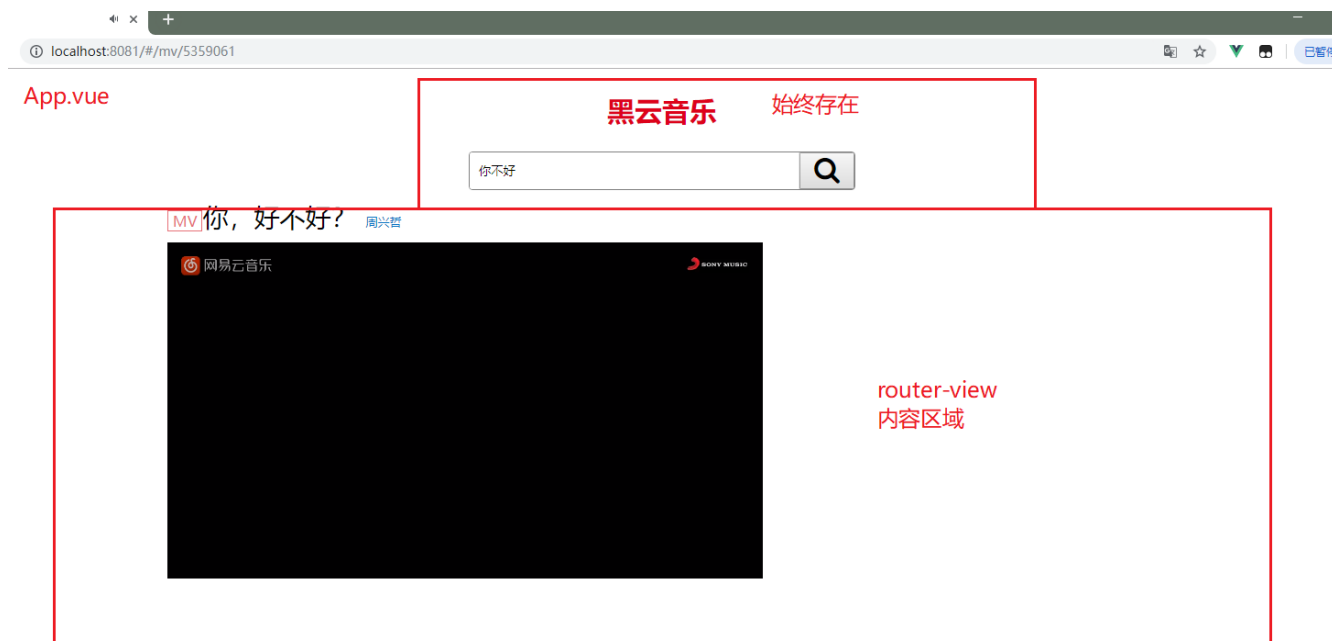 localhost:8081/#/mv/5359061
已暂停
App.vue
黑云音乐
始终存在
你不好
MV 你，好不好？ 周兴哲
网易云音乐
SONY MUSIC
router-view
内容区域